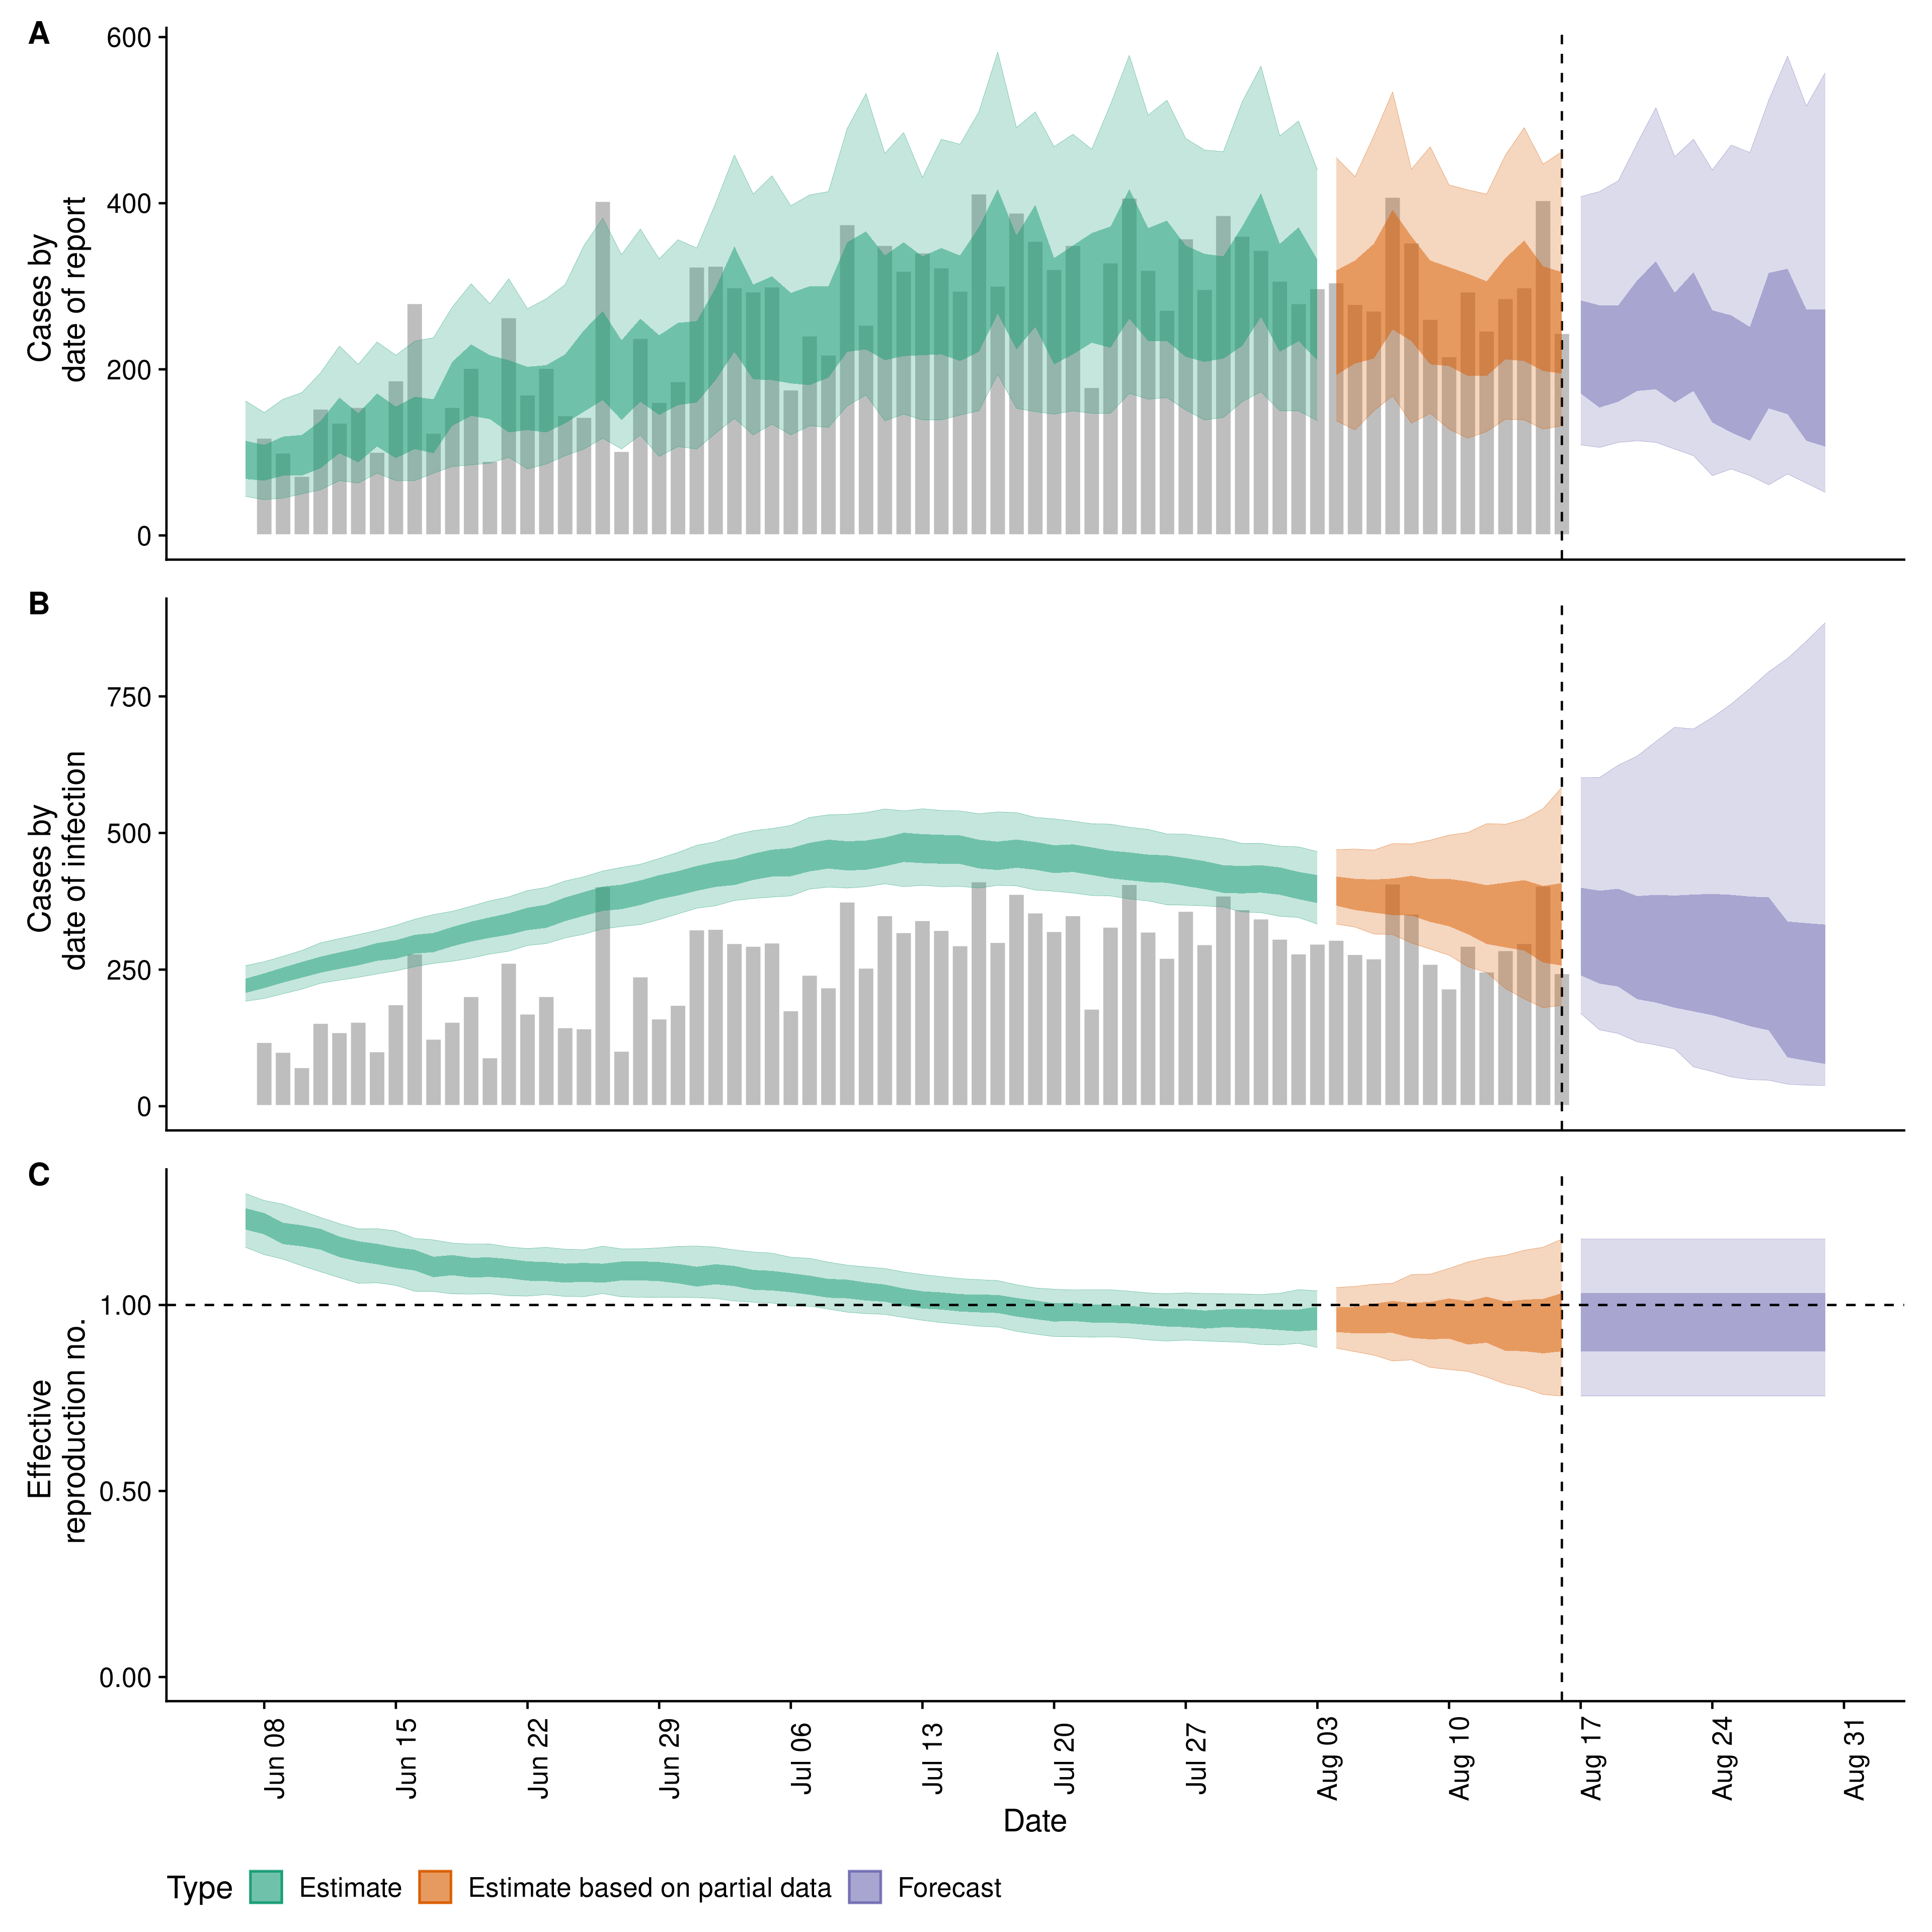 A
600
400
200
0
Cases by
date of report
B
750
500
250
0
Cases by
date of infection
C
1.00
0.50
0.00
Effective
reproduction no.
Jun 08
Jun 15
Jun 22
Jun 29
Jul 06
Jul 13
Jul 20
Jul 27
Aug 03
Aug 10
Aug 17
Aug 24
Aug 31
Date
Type Estimate Estimate based on partial data Forecast